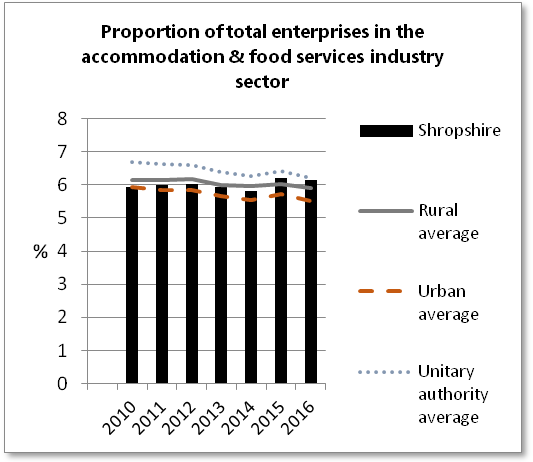 Proportion of total enterprises in the
accommodation & food services industry
sector
8
7
6
5
4
3
2
1
0
%
2010
2011
2012
2013
2014
2015
2016
Shropshire
Rural
average
Urban
average
Unitary
authority
average